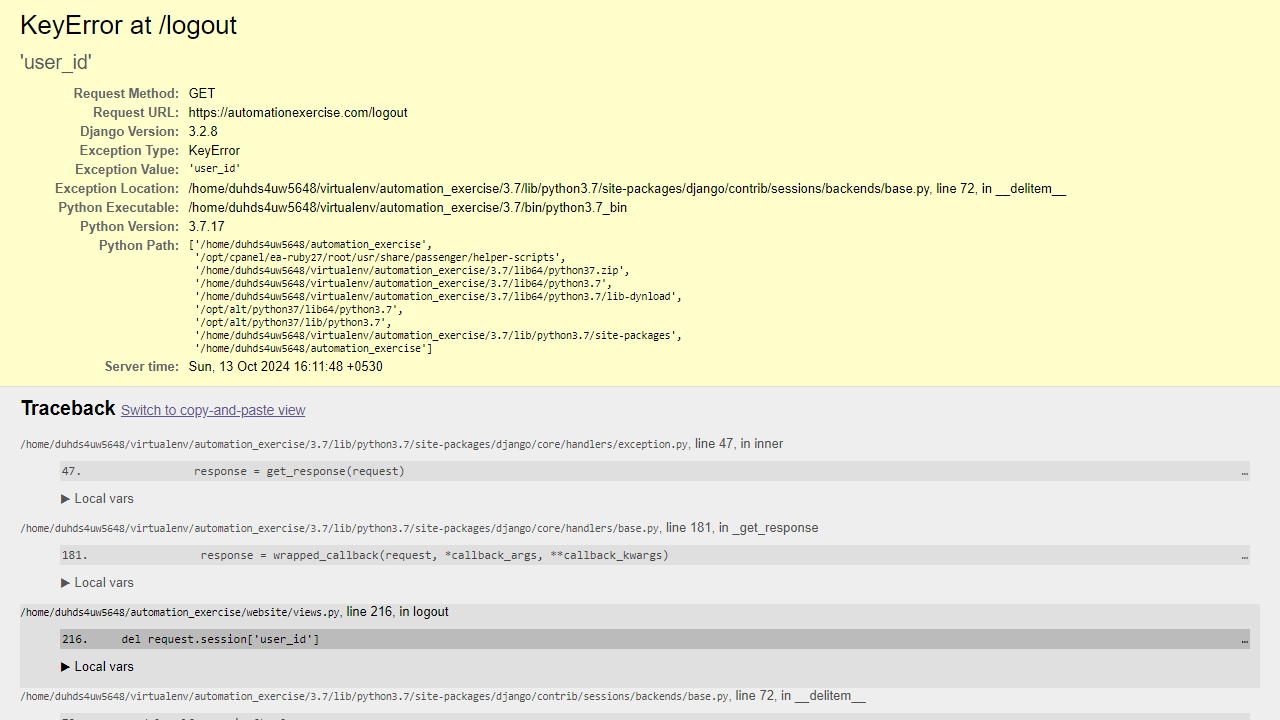 KeyError at /logout
'user_id'
Request Method: GET
Request URL: https://automationexercise.com/logout
Django Version: 3.2.8
Exception Type: KeyError
Exception Value: 'user_id'
Exception Location: /home/duhds4uw5648/virtualenv/automation_exercise/3.7/lib/python3.7/site-packages/django/contrib/sessions/backends/base.py, line 72, in __delitem__
Python Executable: /home/duhds4uw5648/virtualenv/automation_exercise/3.7/bin/python3.7_bin
Python Version: 3.7.17
Python Path: ['/home/duhds4uw5648/automation_exercise',
'/opt/cpanel/ea-ruby27/root/usr/share/passenger/helper-scripts',
'/home/duhds4uw5648/virtualenv/automation_exercise/3.7/lib64/python37.zip',
'/home/duhds4uw5648/virtualenv/automation_exercise/3.7/lib64/python3.7',
'/home/duhds4uw5648/virtualenv/automation_exercise/3.7/lib64/python3.7/lib-dynload',
'/opt/alt/python37/lib64/python3.7',
'/opt/alt/python37/lib/python3.7',
'/home/duhds4uw5648/virtualenv/automation_exercise/3.7/lib/python3.7/site-packages',
'/home/duhds4uw5648/automation_exercise']
Server time: Sun, 13 Oct 2024 16:11:48 +0530
Traceback Switch to copy-and-paste view
/home/duhds4uw5648/virtualenv/automation_exercise/3.7/lib/python3.7/site-packages/django/core/handlers/exception.py, line 47, in inner
47. response = get_response(request) …
▶ Local vars
/home/duhds4uw5648/virtualenv/automation_exercise/3.7/lib/python3.7/site-packages/django/core/handlers/base.py, line 181, in _get_response
181. response = wrapped_callback(request, *callback_args, **callback_kwargs) …
▶ Local vars
/home/duhds4uw5648/automation_exercise/website/views.py, line 216, in logout
216. del request.session['user_id'] …
▶ Local vars
/home/duhds4uw5648/virtualenv/automation_exercise/3.7/lib/python3.7/site-packages/django/contrib/sessions/backends/base.py, line 72, in __delitem__